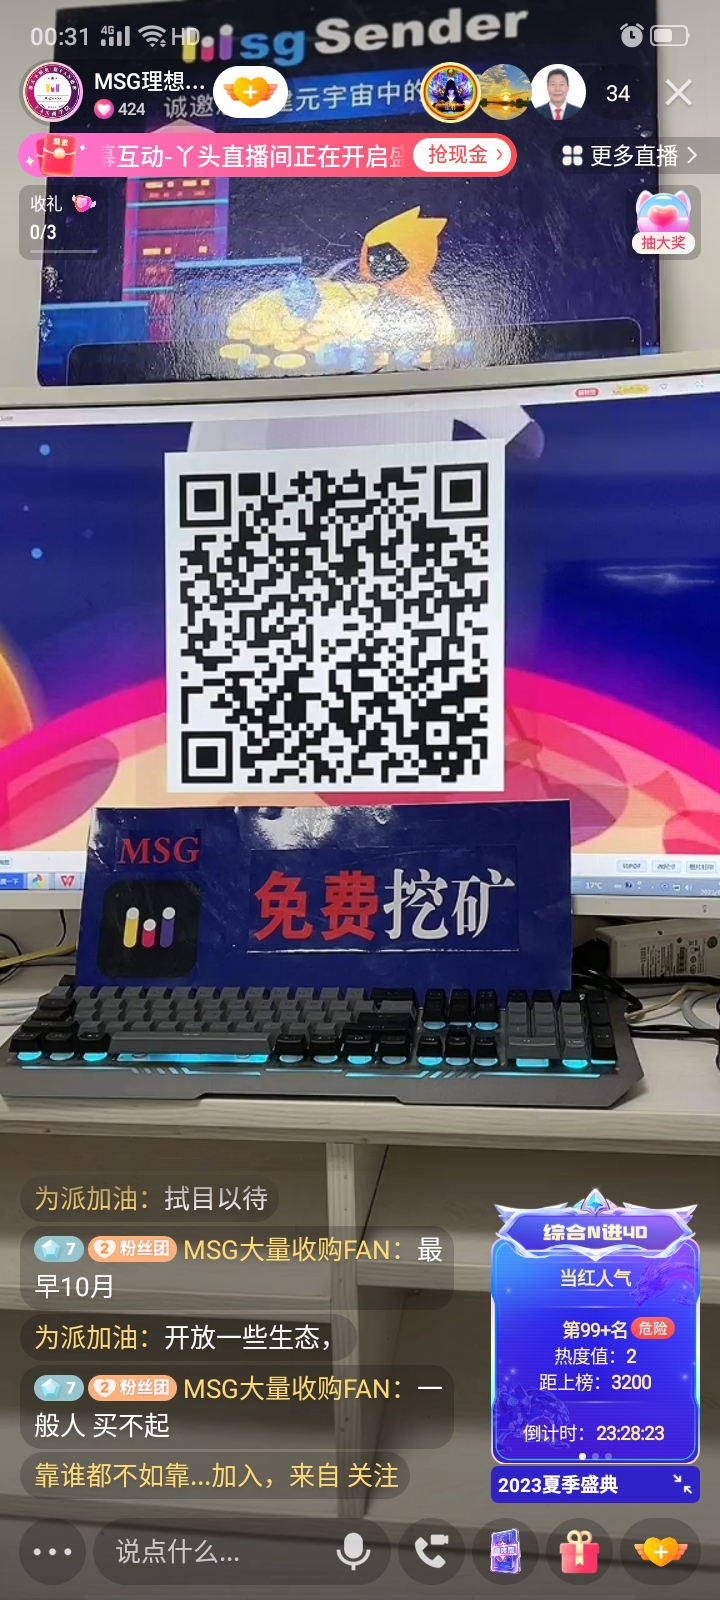 00:31 4G HD
msg Sender
MSG理想...
424
34
诚邀
元宇宙中的
幕互动-丫头直播间正在开启
抢现金
更多直播
收礼
0/3
抽大奖
MSG
免费挖矿
17°C
为派加油：拭目以待
7 2 粉丝团 MSG大量收购FAN：最
早10月
为派加油：开放一些生态，
7 2 粉丝团 MSG大量收购FAN：一
般人 买不起
靠谁都不如靠...加入，来自 关注
综合N进40
当红人气
第99+名 危险
热度值：2
距上榜：3200
倒计时：23:28:23
2023夏季盛典
说点什么...